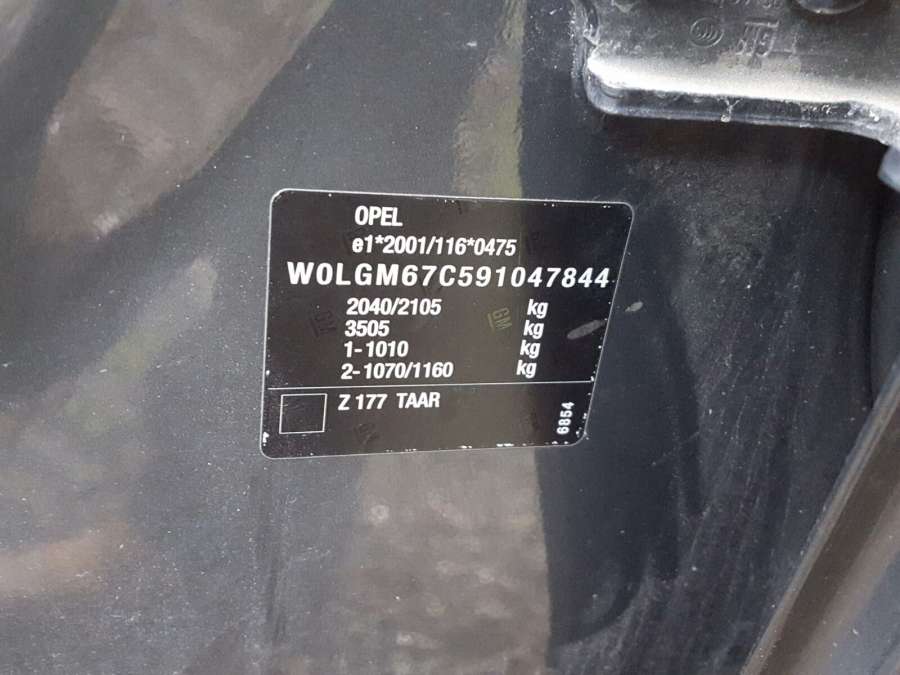 OPEL
e1*2001/116*0475
W0LGM67C591047844
2040/2105 kg
3505 kg
1-1010 kg
2-1070/1160 kg
Z 177 TAAR
6854
GM